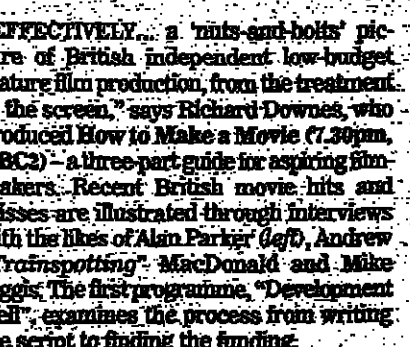 EFFECTIVELY... a 'nuts-and-bolts' pic-
re of British independent low-budget
ature film production, from the treatment
the screen," says Richard Downes, who
roduced How to Make a Movie (7.30pm,
BC2) – a three-part guide for aspiring film-
akers. Recent British movie hits and
isses are illustrated through interviews
ith the likes of Alan Parker (left), Andrew
Trainspotting" MacDonald and Mike
ggis. The first programme, "Development
ell", examines the process from writing
e script to finding the funding.